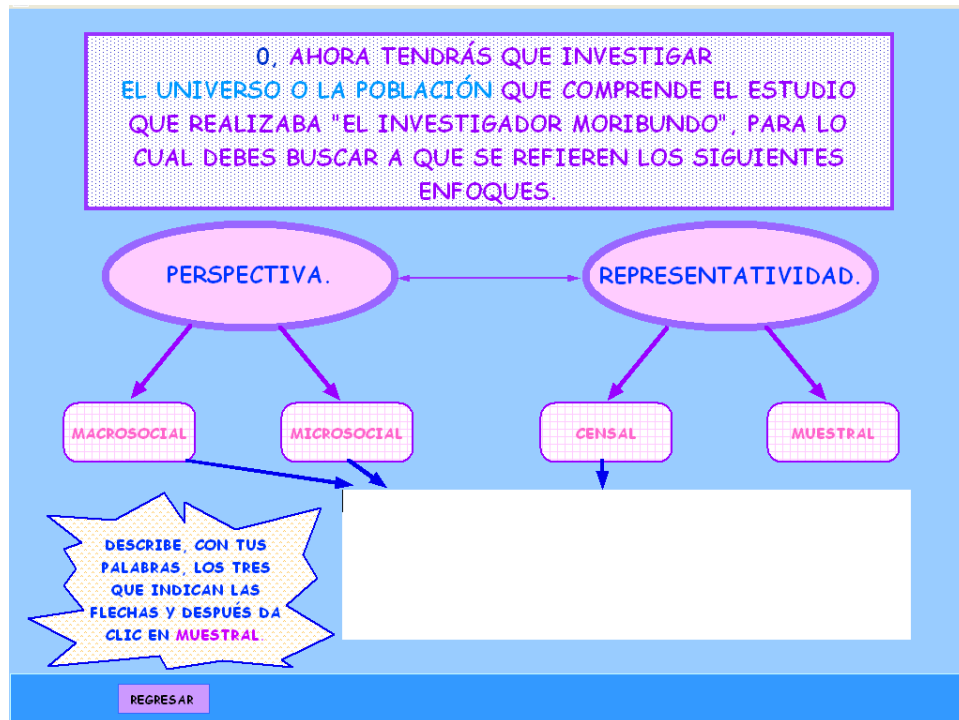 0, AHORA TENDRÁS QUE INVESTIGAR
EL UNIVERSO O LA POBLACIÓN QUE COMPRENDE EL ESTUDIO
QUE REALIZABA "EL INVESTIGADOR MORIBUNDO", PARA LO
CUAL DEBES BUSCAR A QUE SE REFIEREN LOS SIGUIENTES
ENFOQUES.
PERSPECTIVA.
REPRESENTATIVIDAD.
MACROSOCIAL
MICROSOCIAL
CENSAL
MUESTRAL
DESCRIBE, CON TUS
PALABRAS, LOS TRES
QUE INDICAN LAS
FLECHAS Y DESPUÉS DA
CLIC EN MUESTRAL.
REGRESAR